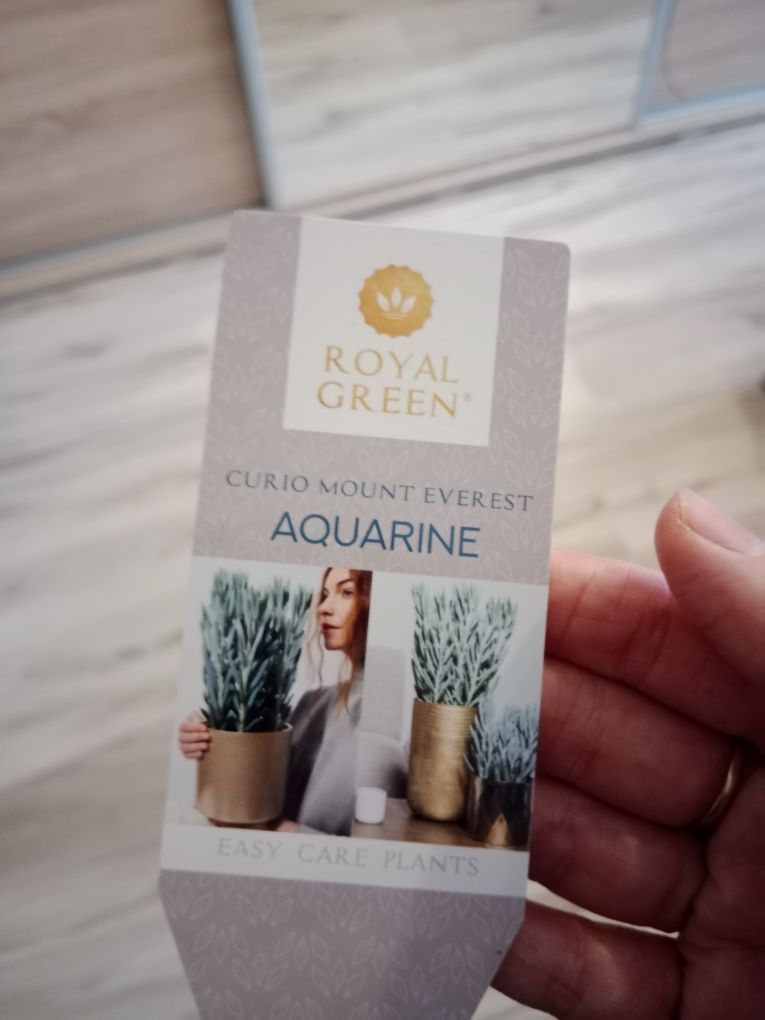 ROYAL
GREEN®
CURIO MOUNT EVEREST
AQUARINE
EASY CARE PLANTS